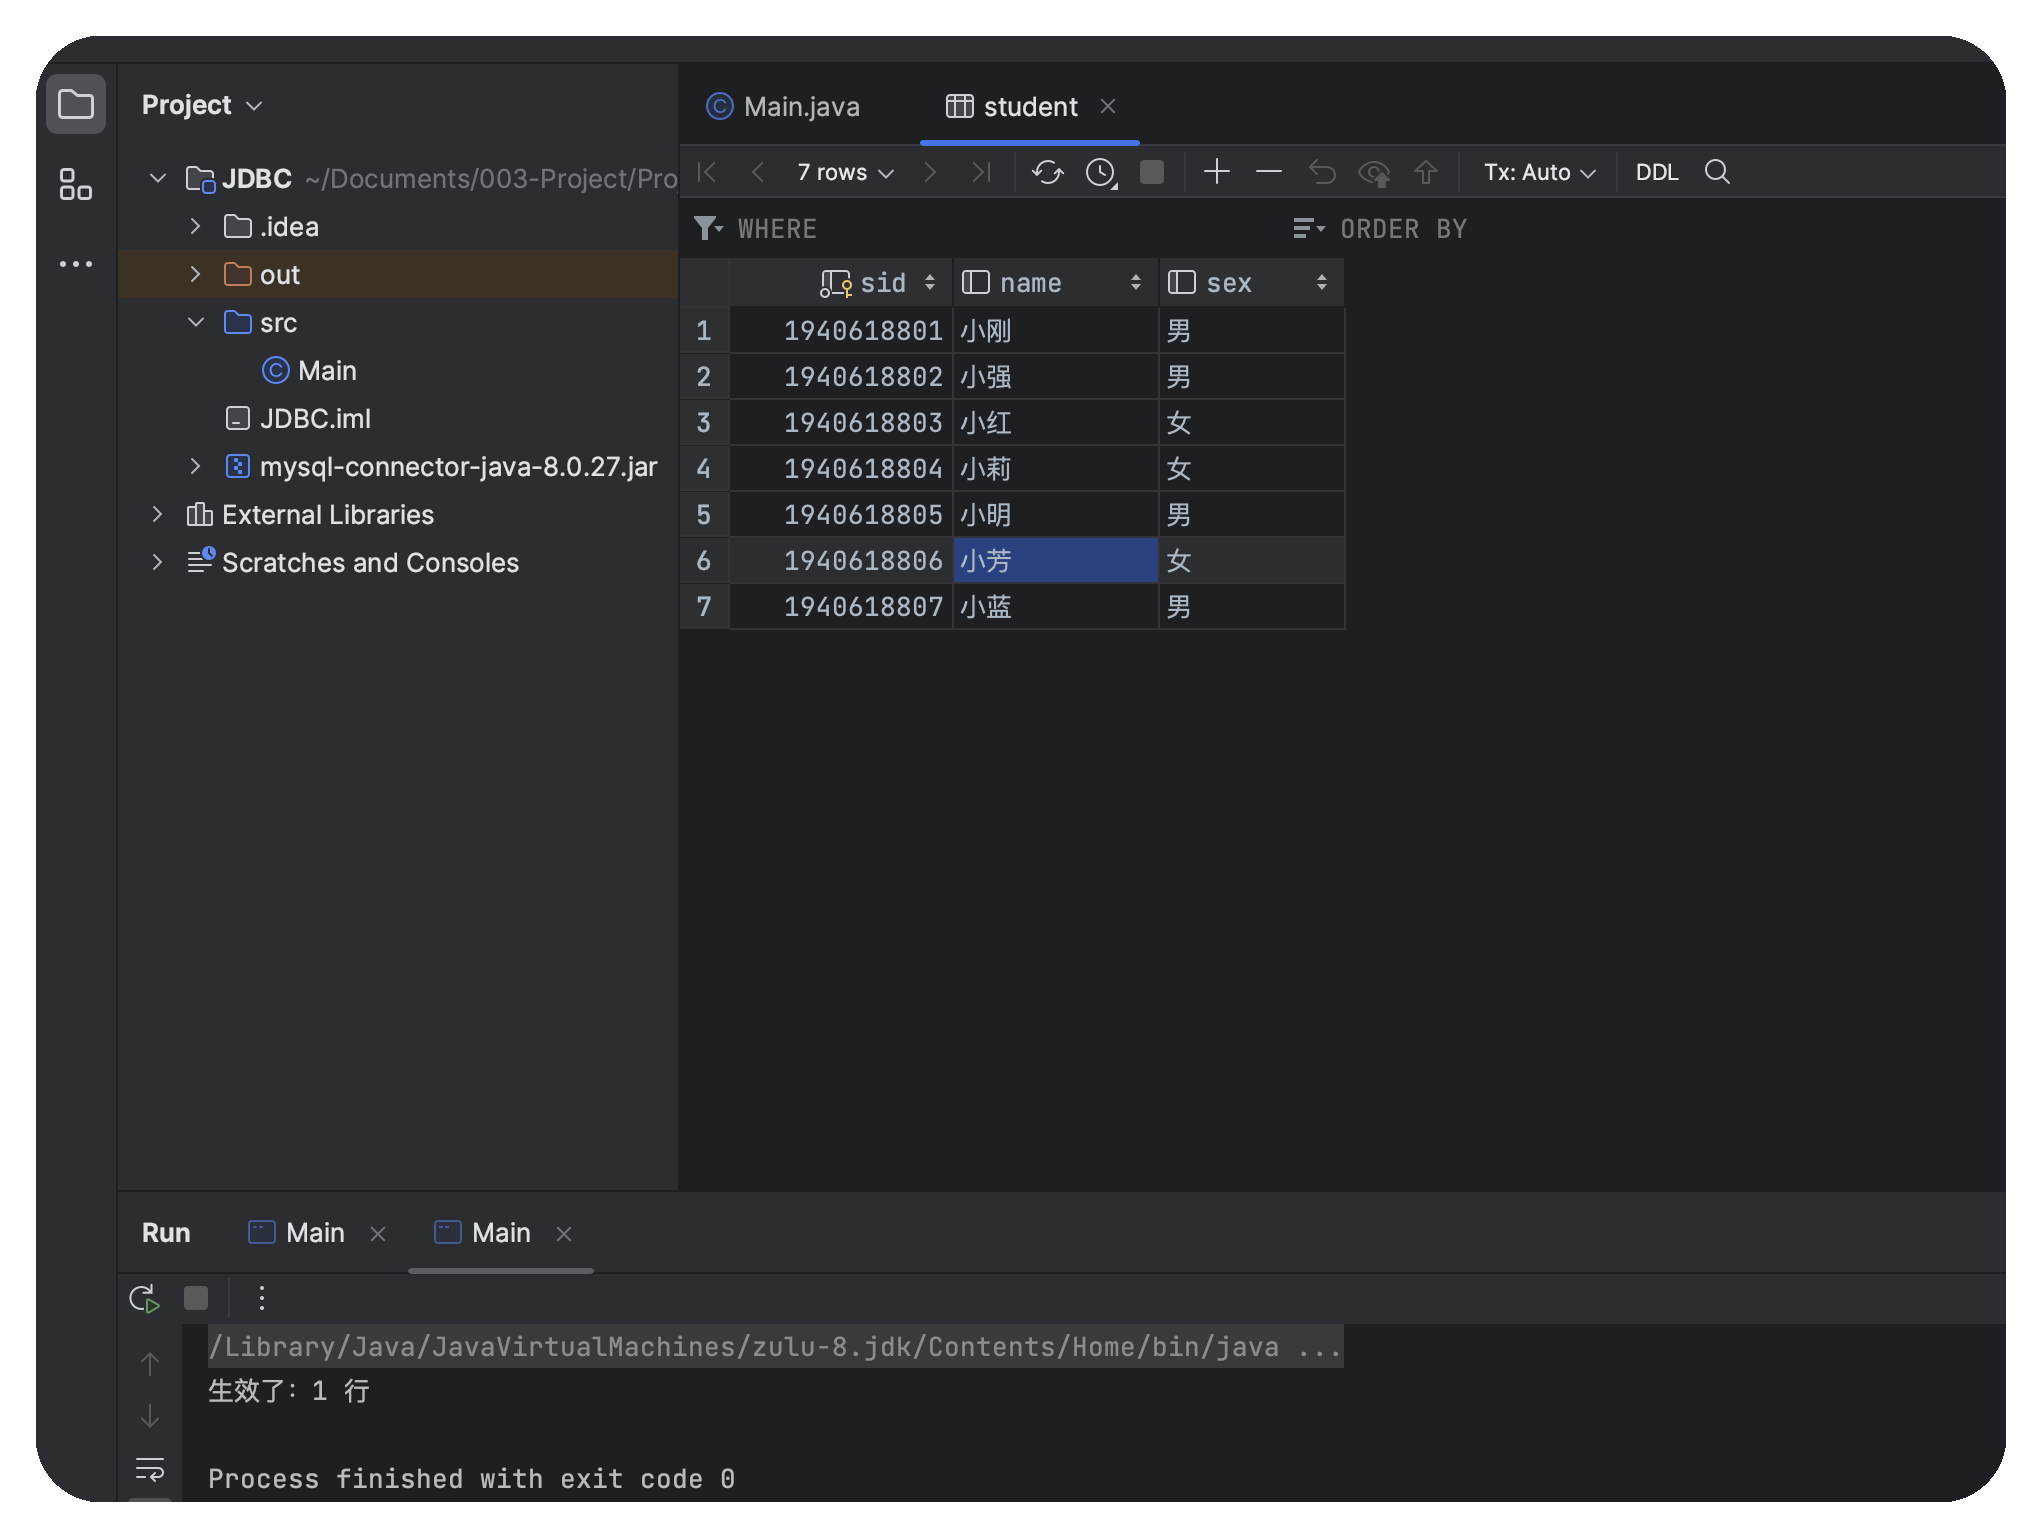 Project
JDBC ~/Documents/003-Project/Pro
.idea
out
src
Main
JDBC.iml
mysql-connector-java-8.0.27.jar
External Libraries
Scratches and Consoles
Main.java student
7 rows Tx: Auto DDL
WHERE ORDER BY
sid name sex
1 1940618801 小刚 男
2 1940618802 小强 男
3 1940618803 小红 女
4 1940618804 小莉 女
5 1940618805 小明 男
6 1940618806 小芳 女
7 1940618807 小蓝 男
Run Main Main
/Library/Java/JavaVirtualMachines/zulu-8.jdk/Contents/Home/bin/java ...
生效了: 1 行
Process finished with exit code 0